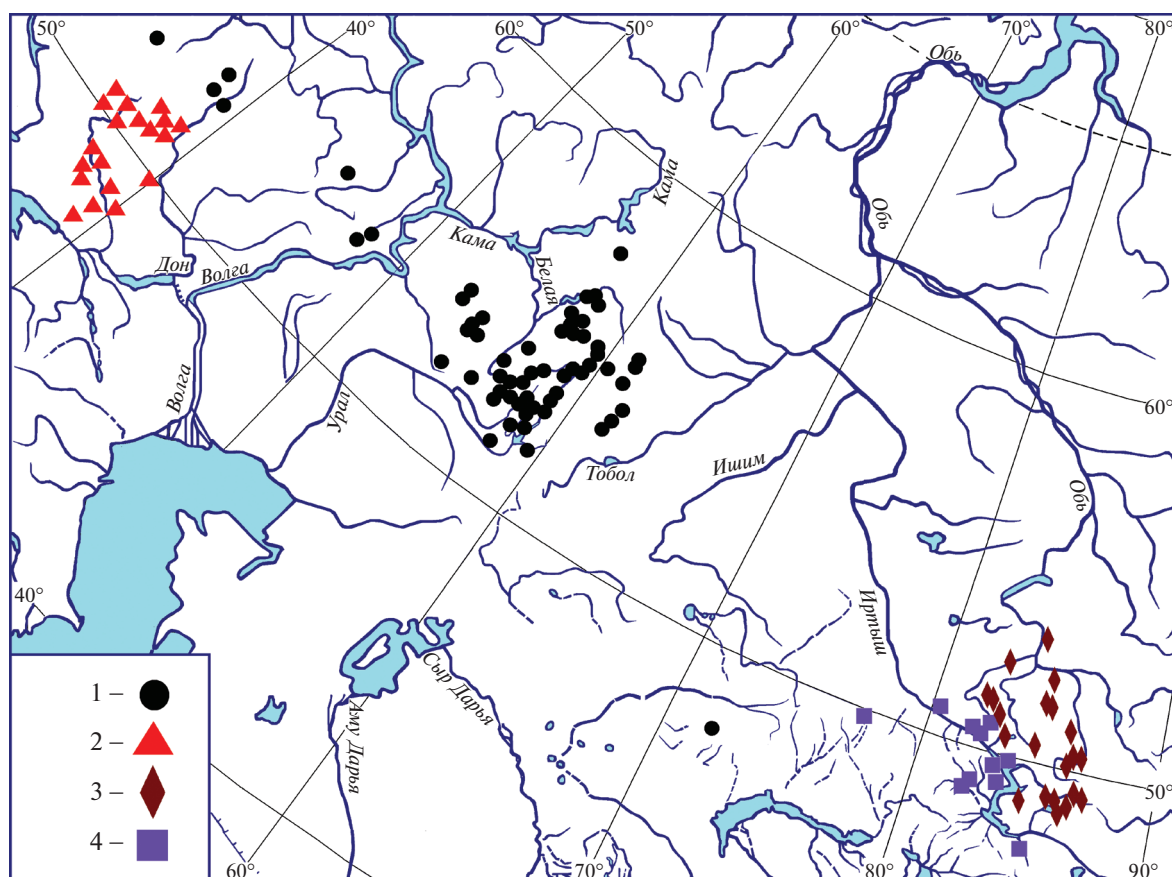 50°
40°
60°
50°
60°
70°
80°
Обь
Кама
Обь
Кама
Белая
Дон
Волга
Волга
Урал
60°
Тобол
Ишим
Обь
40°
Иртыш
Сыр Дарья
Аму Дарья
1 –
2 –
3 –
4 –
50°
60°
70°
80°
90°